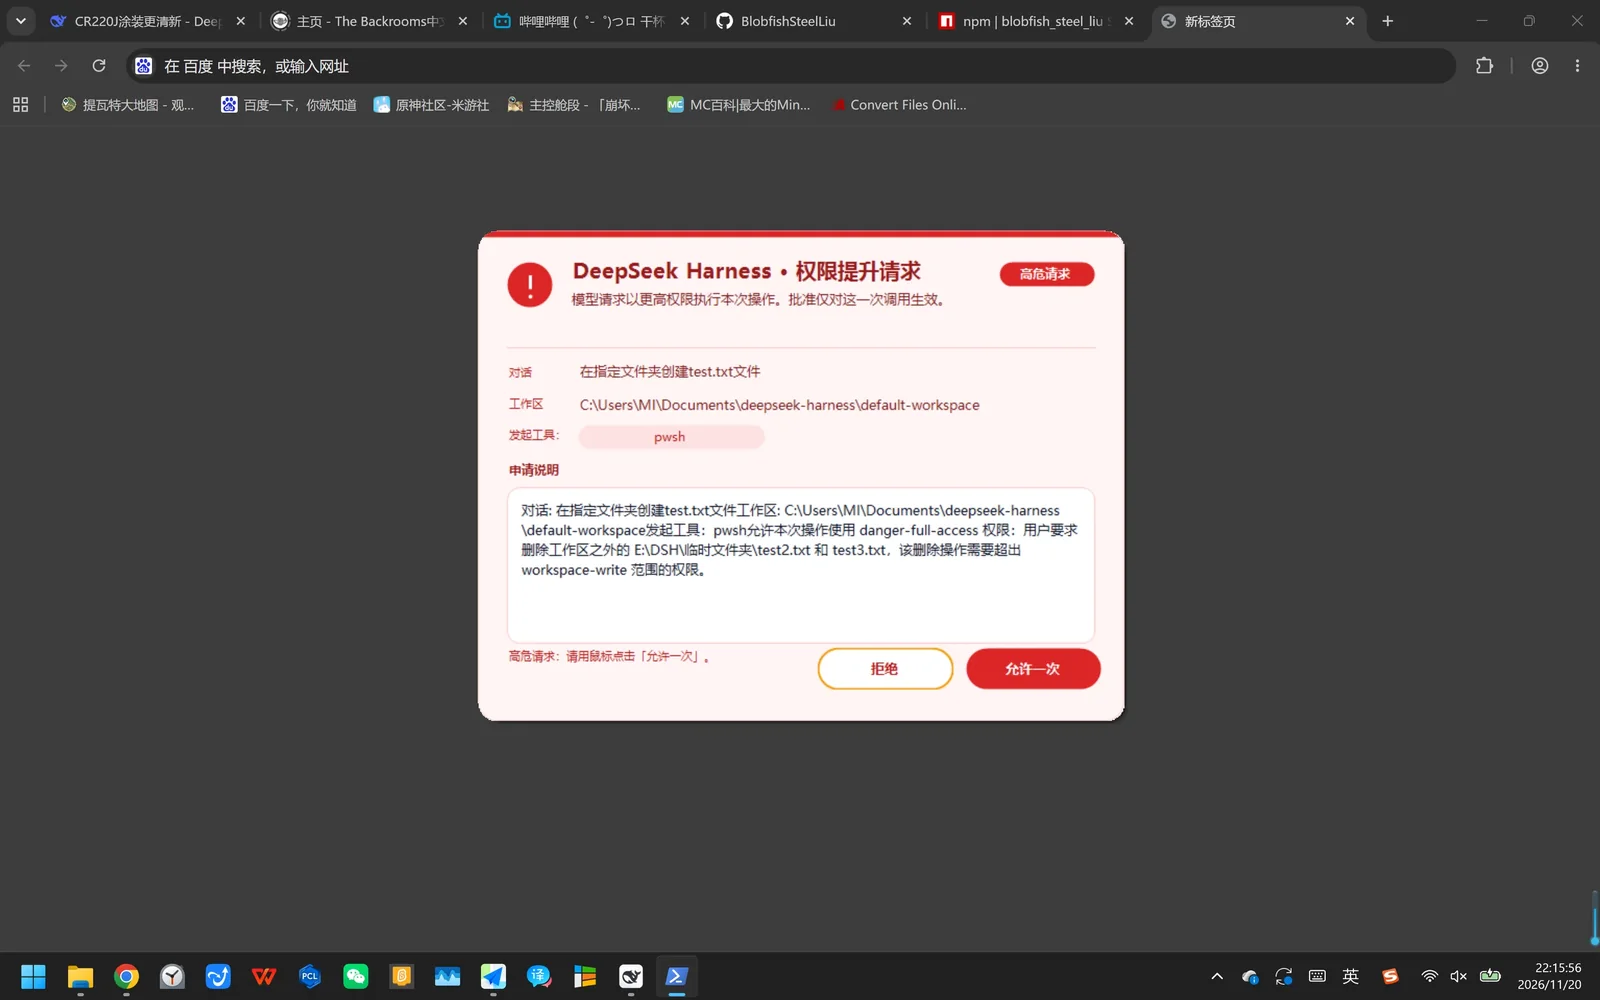 CR220J涂装更清新 - Deep
主页 - The Backrooms中文
哔哩哔哩 (゜-゜)つロ 干杯
BlobfishSteelLiu
npm | blobfish_steel_liu
新标签页
在 百度 中搜索，或输入网址
提瓦特大地图 - 观...
百度一下，你就知道
原神社区-米游社
主控舱段 - 「崩坏...
MC百科|最大的Min...
Convert Files Onli...
DeepSeek Harness • 权限提升请求
高危请求
模型请求以更高权限执行本次操作。批准仅对这一次调用生效。
对话
在指定文件夹创建test.txt文件
工作区
C:\Users\MI\Documents\deepseek-harness\default-workspace
发起工具:
pwsh
申请说明
对话: 在指定文件夹创建test.txt文件工作区: C:\Users\MI\Documents\deepseek-harness
\default-workspace发起工具：pwsh允许本次操作使用 danger-full-access 权限：用户要求
删除工作区之外的 E:\DSH\临时文件夹\test2.txt 和 test3.txt，该删除操作需要超出
workspace-write 范围的权限。
高危请求：请用鼠标点击「允许一次」。
拒绝
允许一次
PCL
译
英
22:15:56
2026/11/20